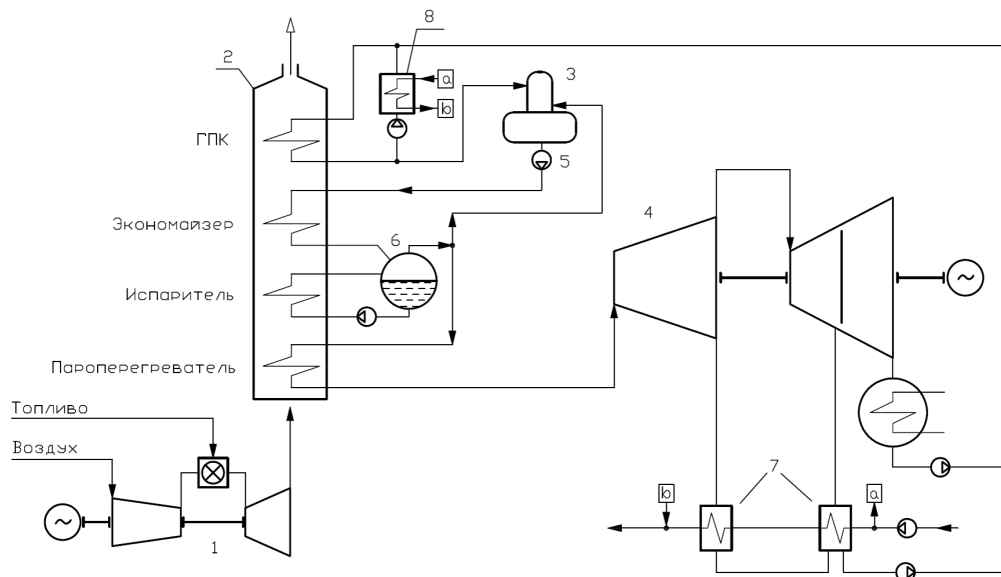 8
2
a
3
b
ГПК
5
4
Экономайзер
6
Испаритель
Пароперегреватель
Топливо
Воздух
7
b
a
1